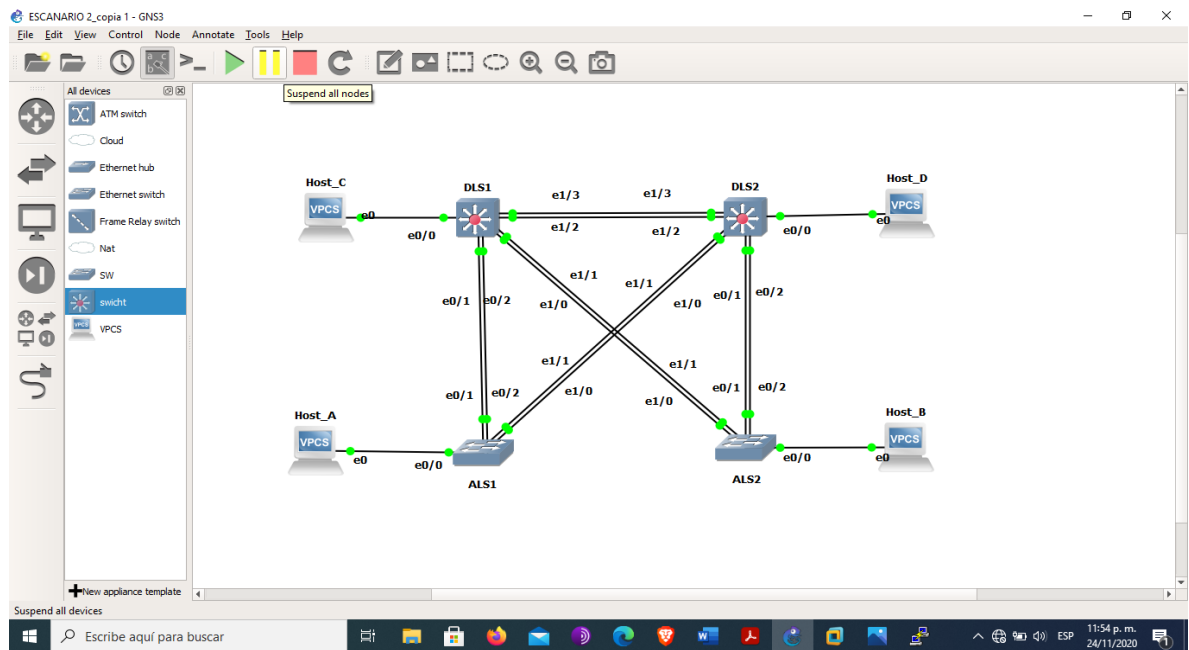 ESCANARIO 2_copia 1 - GNS3
File Edit View Control Node Annotate Tools Help
Suspend all nodes
All devices
ATM switch
Cloud
Ethernet hub
Ethernet switch
Frame Relay switch
Nat
SW
swicht
VPCS
New appliance template
Host_C DLS1 e1/3 e1/3 DLS2 Host_D
VPCS e0 e0/0 e1/2 e1/2 e0/0 VPCS e0
e1/1 e1/1
e0/1 e0/2 e1/0 e1/0 e0/1 e0/2
e1/1 e1/1
e0/1 e0/2 e1/0 e1/0 e0/1 e0/2
Host_A Host_B
VPCS VPCS
e0 e0/0 e0/0 e0
ALS1 ALS2
Suspend all devices
Escribe aquí para buscar
ESP
11:54 p. m.
24/11/2020